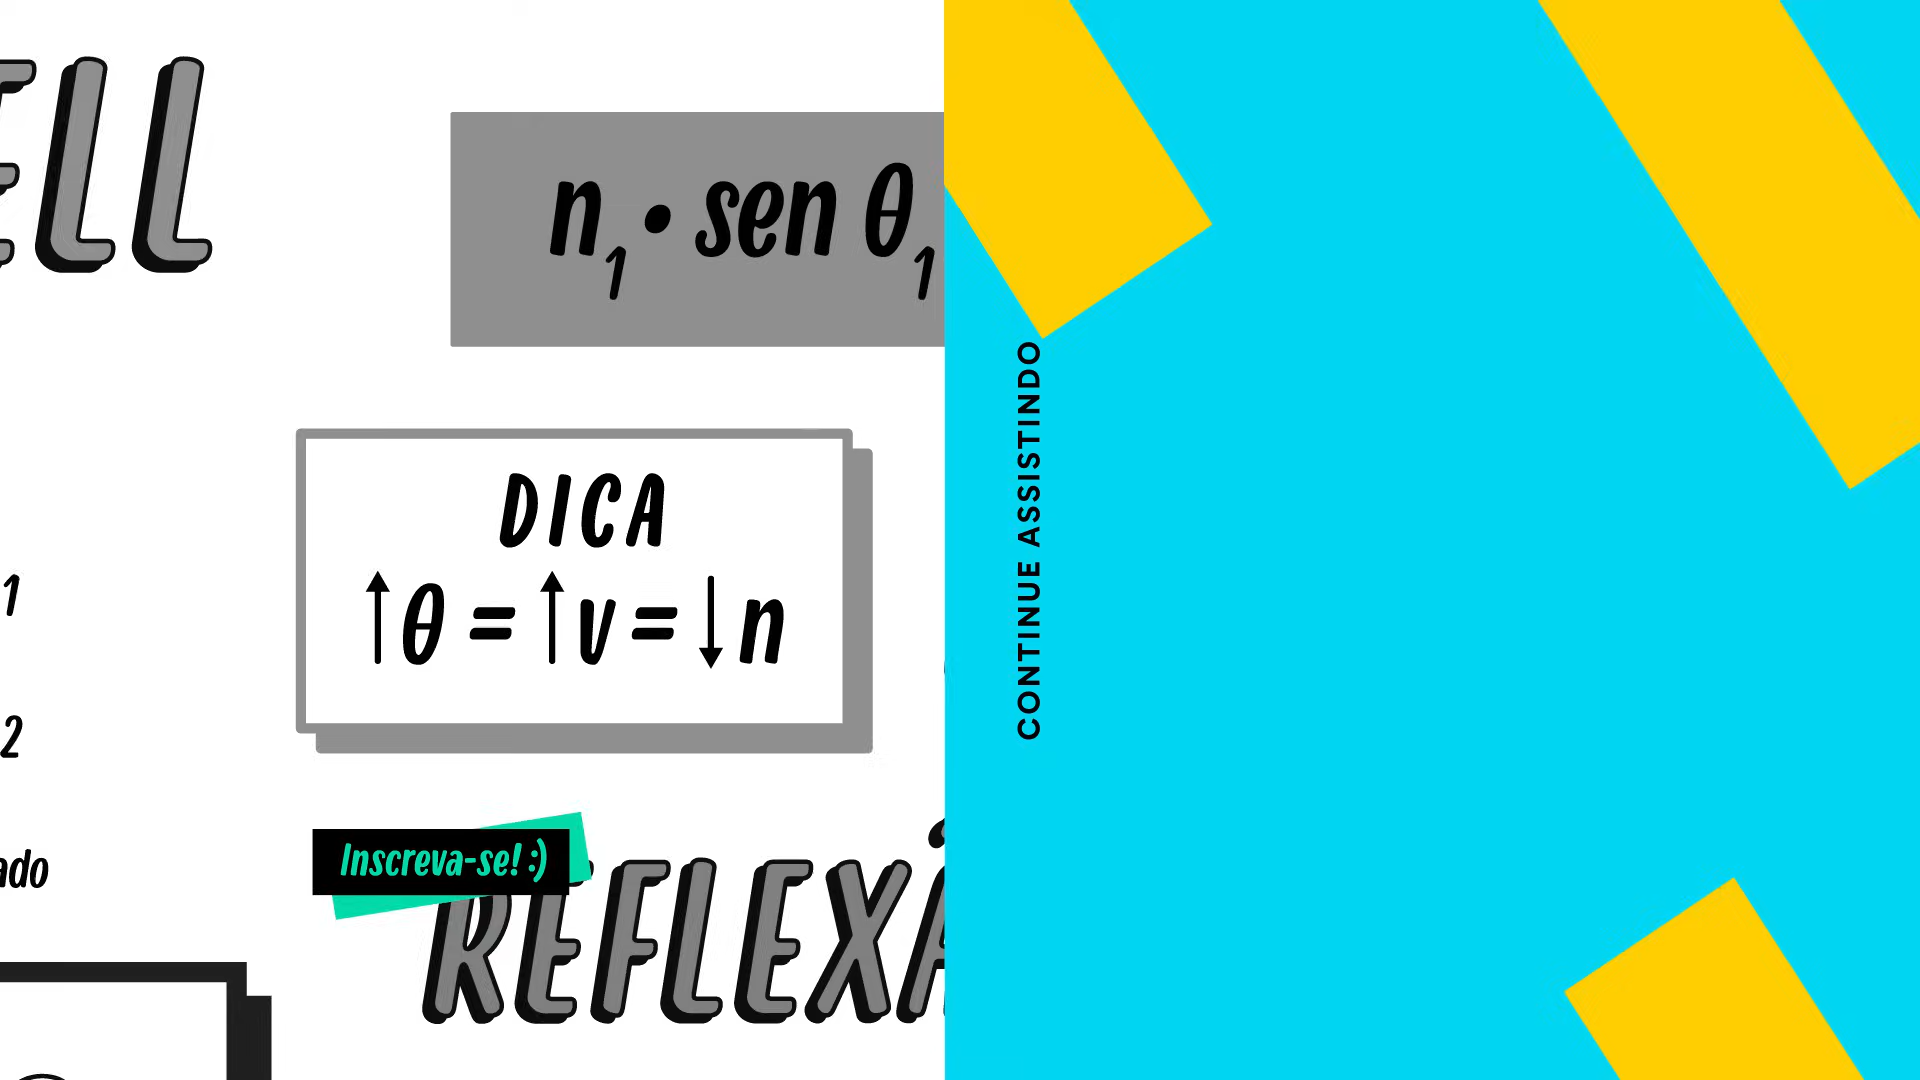 ELL
n₁ • sen θ₁
DICA
↑θ = ↑v = ↓n
1
2
ado
Inscreva-se! :)
REFLEXÃ
CONTINUE ASSISTINDO